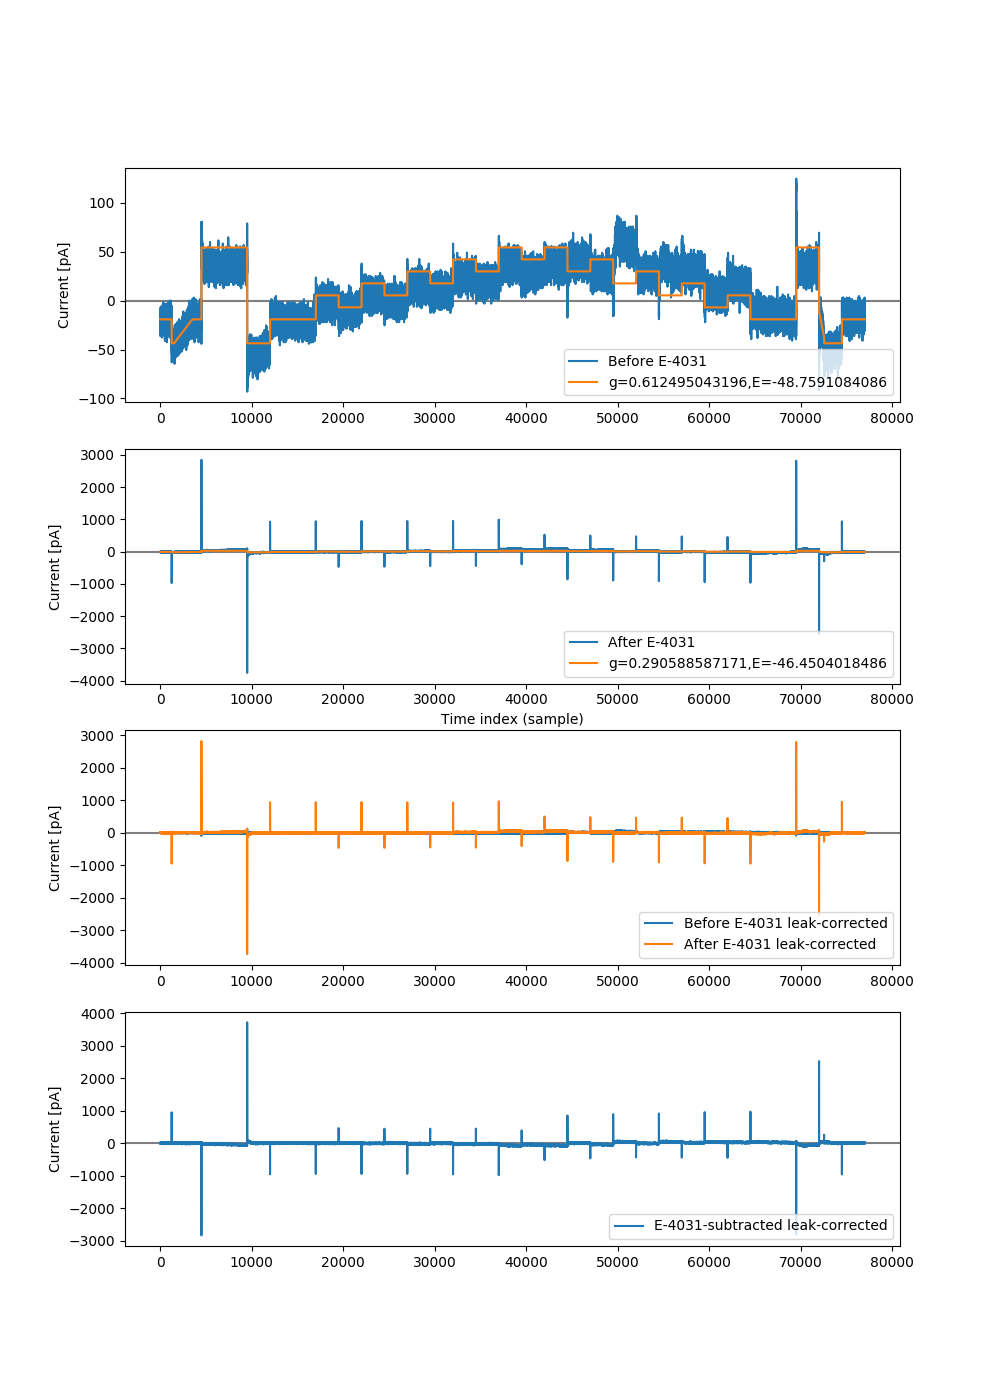 100
50
0
−50
−100
Current [pA]
Before E-4031
g=0.612495043196,E=-48.7591084086
0 10000 20000 30000 40000 50000 60000 70000 80000
3000
2000
1000
0
−1000
−2000
−3000
−4000
Current [pA]
After E-4031
g=0.290588587171,E=-46.4504018486
0 10000 20000 30000 40000 50000 60000 70000 80000
Time index (sample)
3000
2000
1000
0
−1000
−2000
−3000
−4000
Current [pA]
Before E-4031 leak-corrected
After E-4031 leak-corrected
0 10000 20000 30000 40000 50000 60000 70000 80000
4000
3000
2000
1000
0
−1000
−2000
−3000
Current [pA]
E-4031-subtracted leak-corrected
0 10000 20000 30000 40000 50000 60000 70000 80000